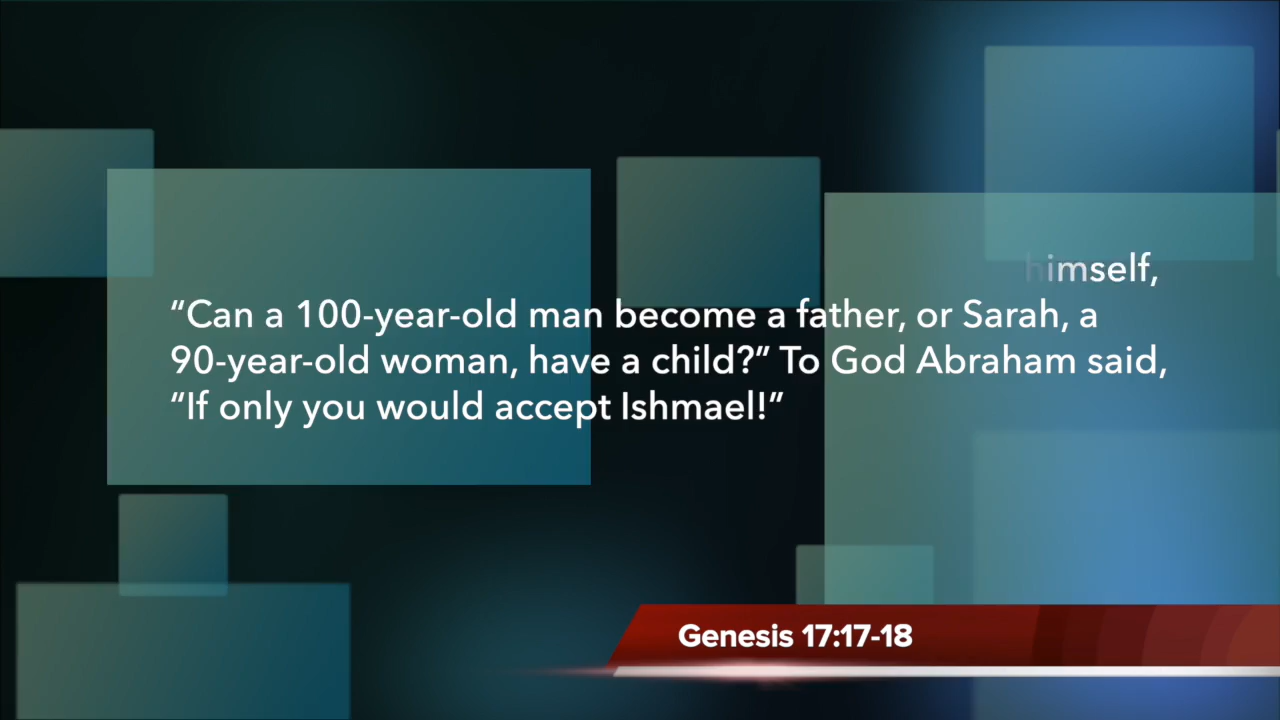 himself,
“Can a 100-year-old man become a father, or Sarah, a
90-year-old woman, have a child?” To God Abraham said,
“If only you would accept Ishmael!”
Genesis 17:17-18